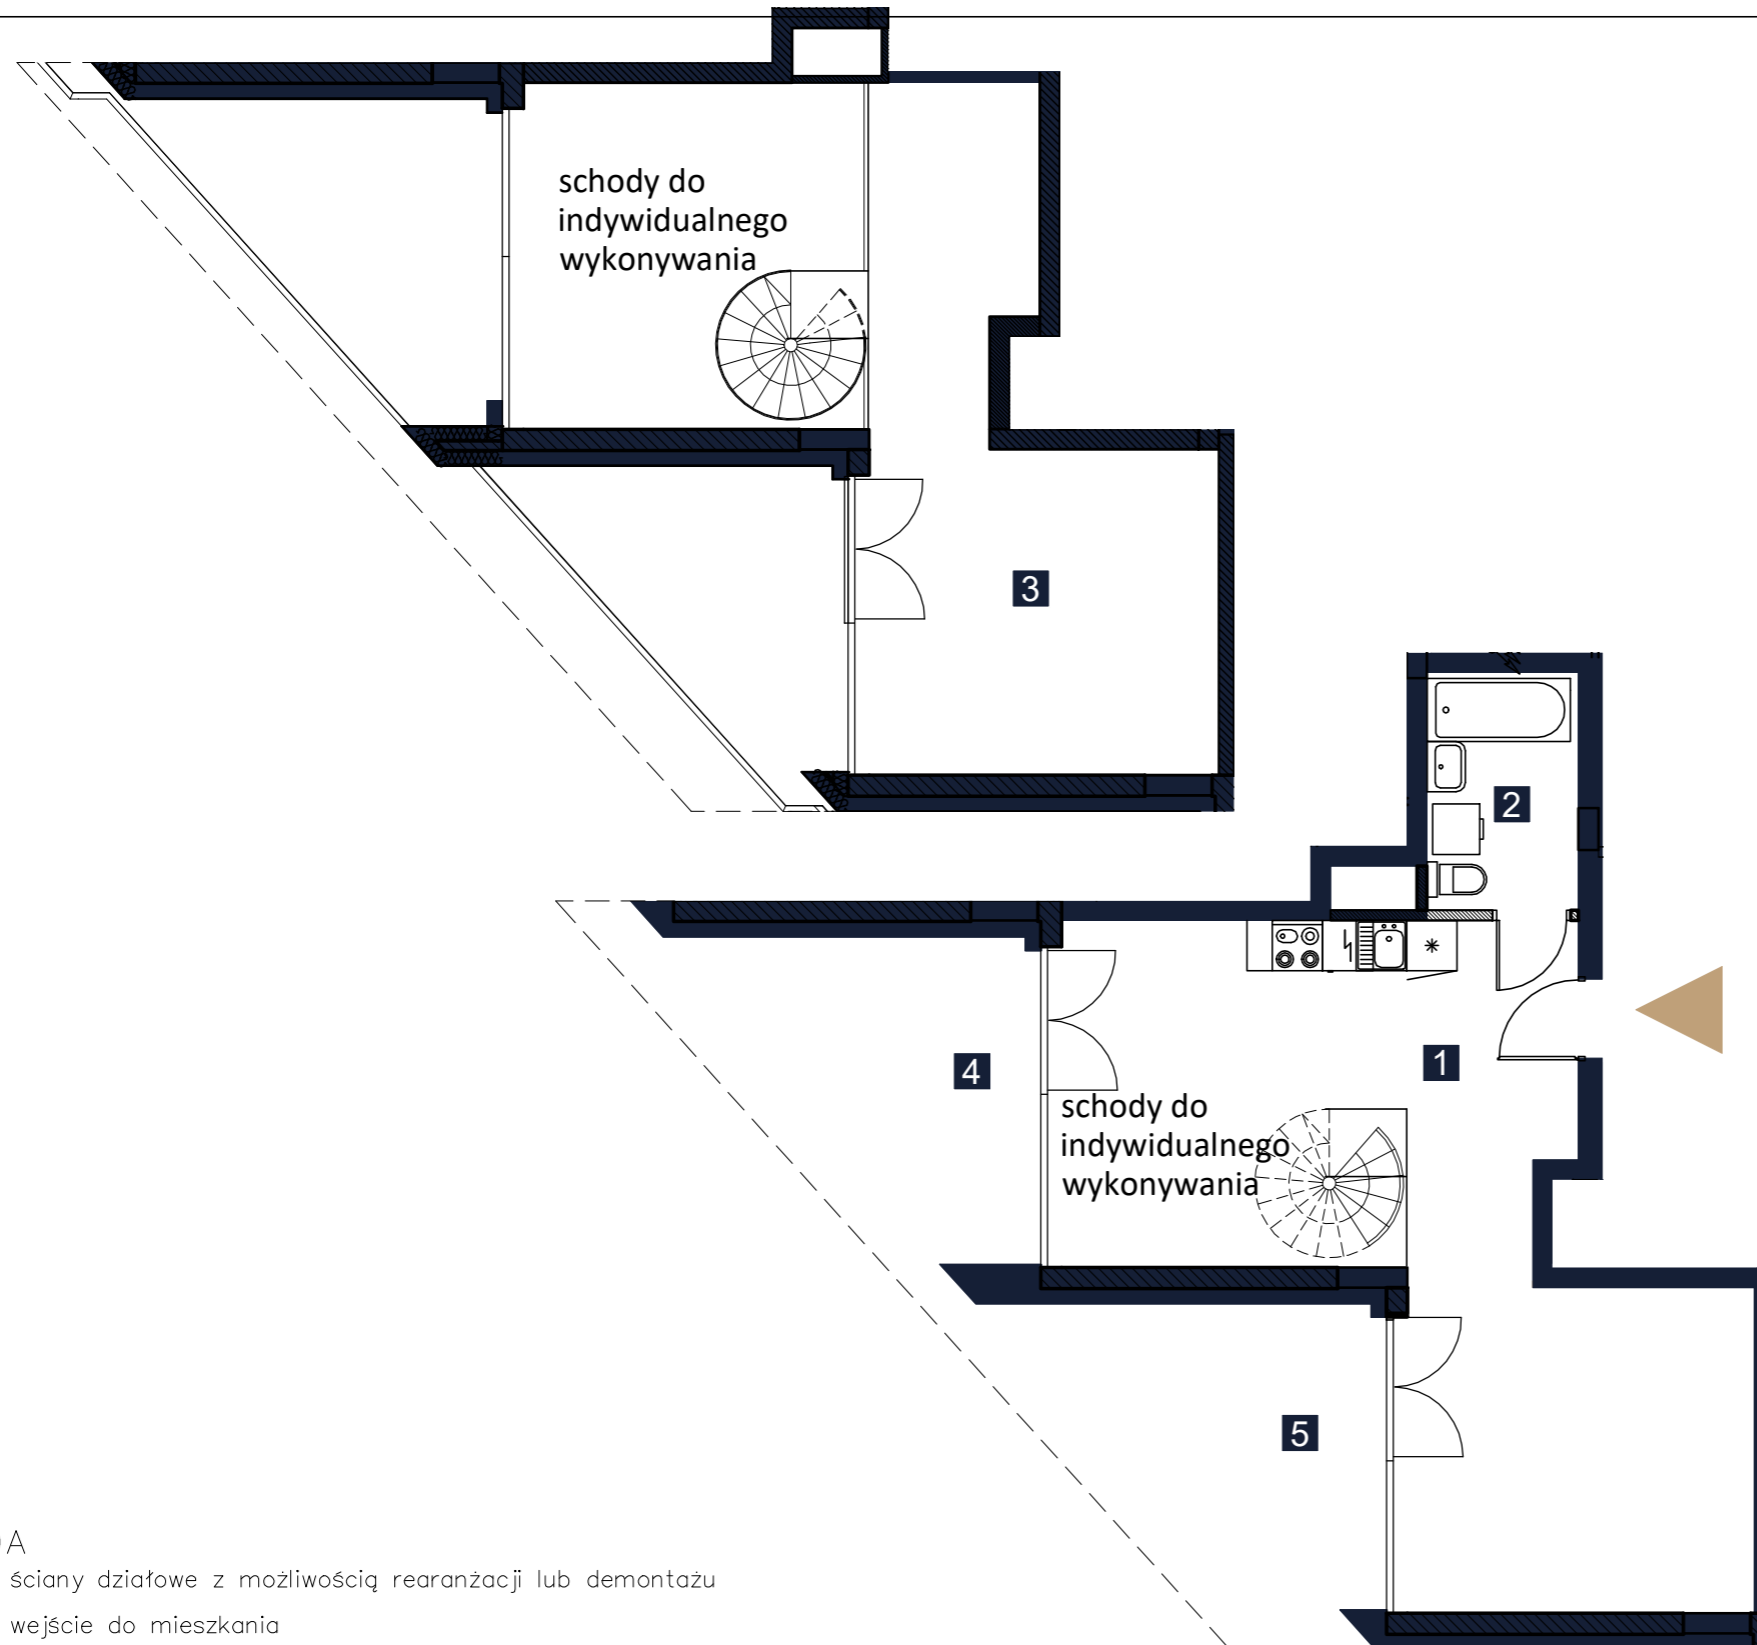 schody do
indywidualnego
wykonywania
3
2
1
4
schody do
indywidualnego
wykonywania
5
A
ściany działowe z możliwością rearanżacji lub demontażu
wejście do mieszkania